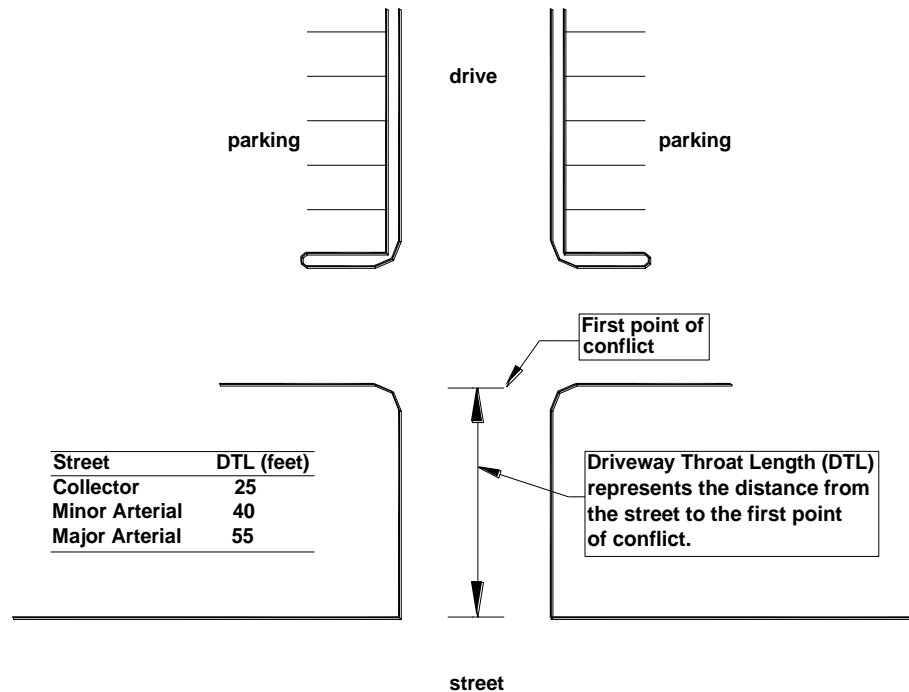 drive
parking
parking
First point of
conflict
Street DTL (feet)
Collector 25
Minor Arterial 40
Major Arterial 55
Driveway Throat Length (DTL)
represents the distance from
the street to the first point
of conflict.
street